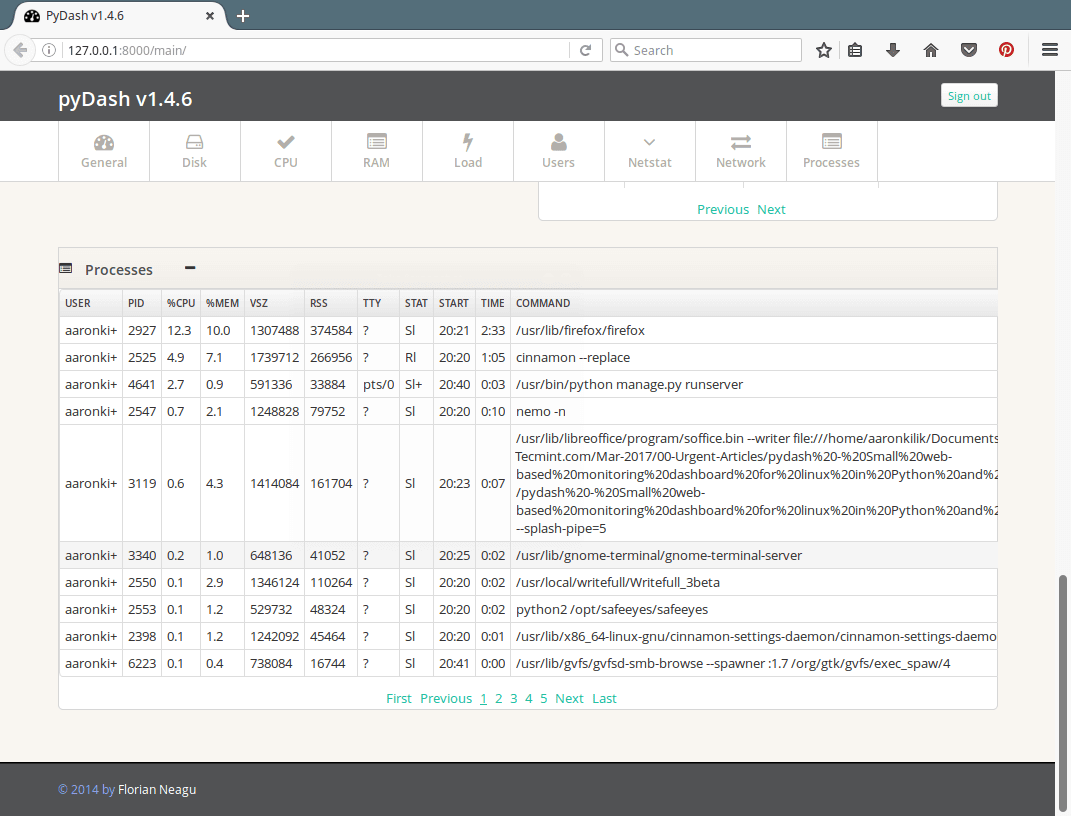 PyDash v1.4.6
127.0.0.1:8000/main/
Search
pyDash v1.4.6
Sign out
General Disk CPU RAM Load Users Netstat Network Processes
Previous Next
Processes
USER PID %CPU %MEM VSZ RSS TTY STAT START TIME COMMAND
aaronki+ 2927 12.3 10.0 1307488 374584 ? Sl 20:21 2:33 /usr/lib/firefox/firefox
aaronki+ 2525 4.9 7.1 1739712 266956 ? Rl 20:20 1:05 cinnamon --replace
aaronki+ 4641 2.7 0.9 591336 33884 pts/0 Sl+ 20:40 0:03 /usr/bin/python manage.py runserver
aaronki+ 2547 0.7 2.1 1248828 79752 ? Sl 20:20 0:10 nemo -n
/usr/lib/libreoffice/program/soffice.bin --writer file:///home/aaronkilik/Documents
Tecmint.com/Mar-2017/00-Urgent-Articles/pydash%20-%20Small%20web-
based%20monitoring%20dashboard%20for%20linux%20in%20Python%20and%2
aaronki+ 3119 0.6 4.3 1414084 161704 ? Sl 20:23 0:07 /pydash%20-%20Small%20web-
based%20monitoring%20dashboard%20for%20linux%20in%20Python%20and%2
--splash-pipe=5
aaronki+ 3340 0.2 1.0 648136 41052 ? Sl 20:25 0:02 /usr/lib/gnome-terminal/gnome-terminal-server
aaronki+ 2550 0.1 2.9 1346124 110264 ? Sl 20:20 0:02 /usr/local/writefull/Writefull_3beta
aaronki+ 2553 0.1 1.2 529732 48324 ? Sl 20:20 0:02 python2 /opt/safeeyes/safeeyes
aaronki+ 2398 0.1 1.2 1242092 45464 ? Sl 20:20 0:01 /usr/lib/x86_64-linux-gnu/cinnamon-settings-daemon/cinnamon-settings-daemo
aaronki+ 6223 0.1 0.4 738084 16744 ? Sl 20:41 0:00 /usr/lib/gvfs/gvfsd-smb-browse --spawner :1.7 /org/gtk/gvfs/exec_spaw/4
First Previous 1 2 3 4 5 Next Last
© 2014 by Florian Neagu